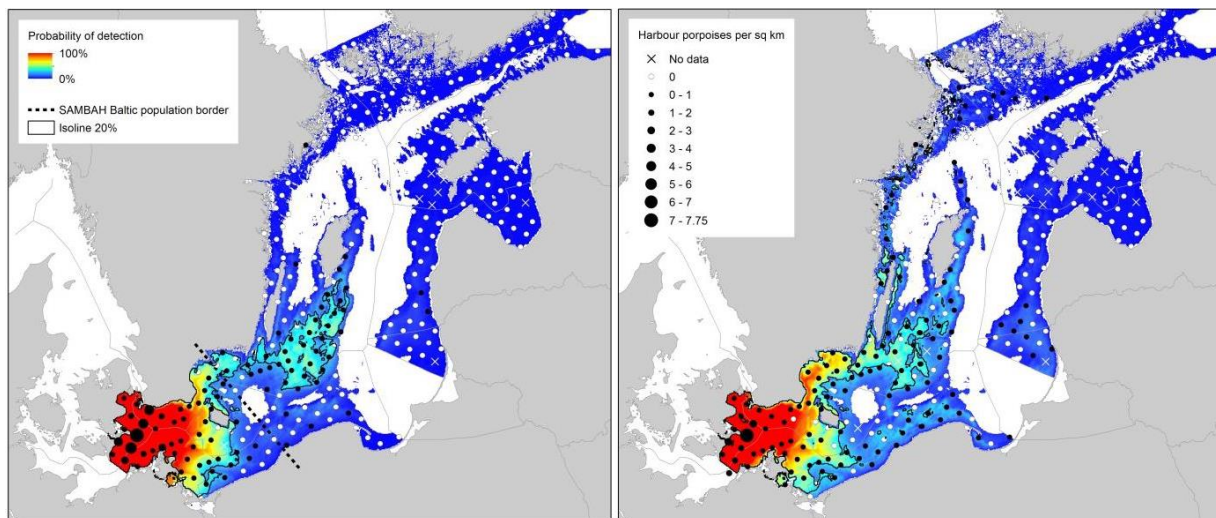 Probability of detection
100%
0%
SAMBAH Baltic population border
Isoline 20%
Harbour porpoises per sq km
No data
0
0 - 1
1 - 2
2 - 3
3 - 4
4 - 5
5 - 6
6 - 7
7 - 7.75